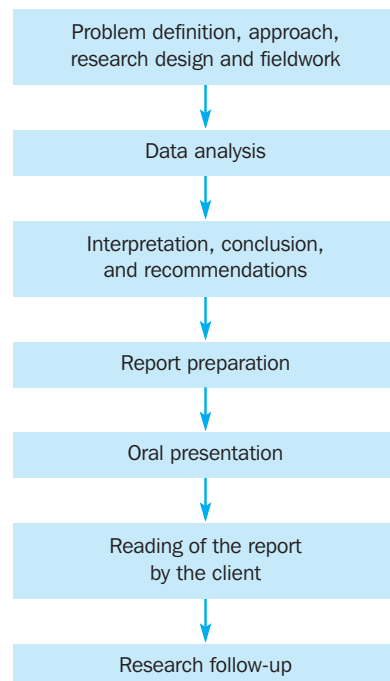 Problem definition, approach,
research design and fieldwork
Data analysis
Interpretation, conclusion,
and recommendations
Report preparation
Oral presentation
Reading of the report
by the client
Research follow-up